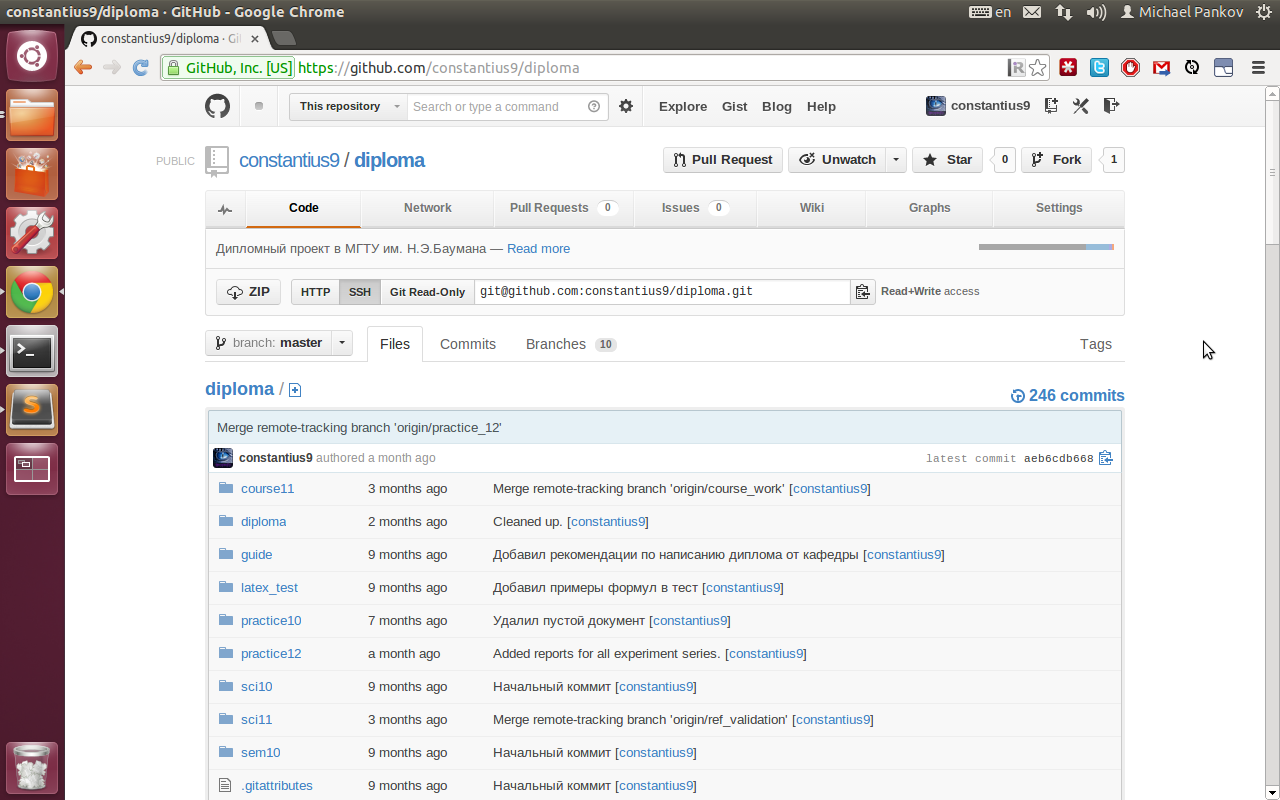 constantius9/diploma · GitHub - Google Chrome
en
Michael Pankov
constantius9/diploma · Gi
GitHub, Inc. [US] https://github.com/constantius9/diploma
This repository
Search or type a command
Explore Gist Blog Help
constantius9
PUBLIC
constantius9 / diploma
Pull Request
Unwatch
Star 0
Fork 1
Code
Network
Pull Requests 0
Issues 0
Wiki
Graphs
Settings
Дипломный проект в МГТУ им. Н.Э.Баумана — Read more
ZIP
HTTP SSH Git Read-Only
git@github.com:constantius9/diploma.git
Read+Write access
branch: master
Files
Commits
Branches 10
Tags
diploma /
246 commits
Merge remote-tracking branch 'origin/practice_12'
constantius9 authored a month ago
latest commit aeb6cdb668
course11 3 months ago Merge remote-tracking branch 'origin/course_work' [constantius9]
diploma 2 months ago Cleaned up. [constantius9]
guide 9 months ago Добавил рекомендации по написанию диплома от кафедры [constantius9]
latex_test 9 months ago Добавил примеры формул в тест [constantius9]
practice10 7 months ago Удалил пустой документ [constantius9]
practice12 a month ago Added reports for all experiment series. [constantius9]
sci10 9 months ago Начальный коммит [constantius9]
sci11 3 months ago Merge remote-tracking branch 'origin/ref_validation' [constantius9]
sem10 9 months ago Начальный коммит [constantius9]
.gitattributes 9 months ago Начальный коммит [constantius9]